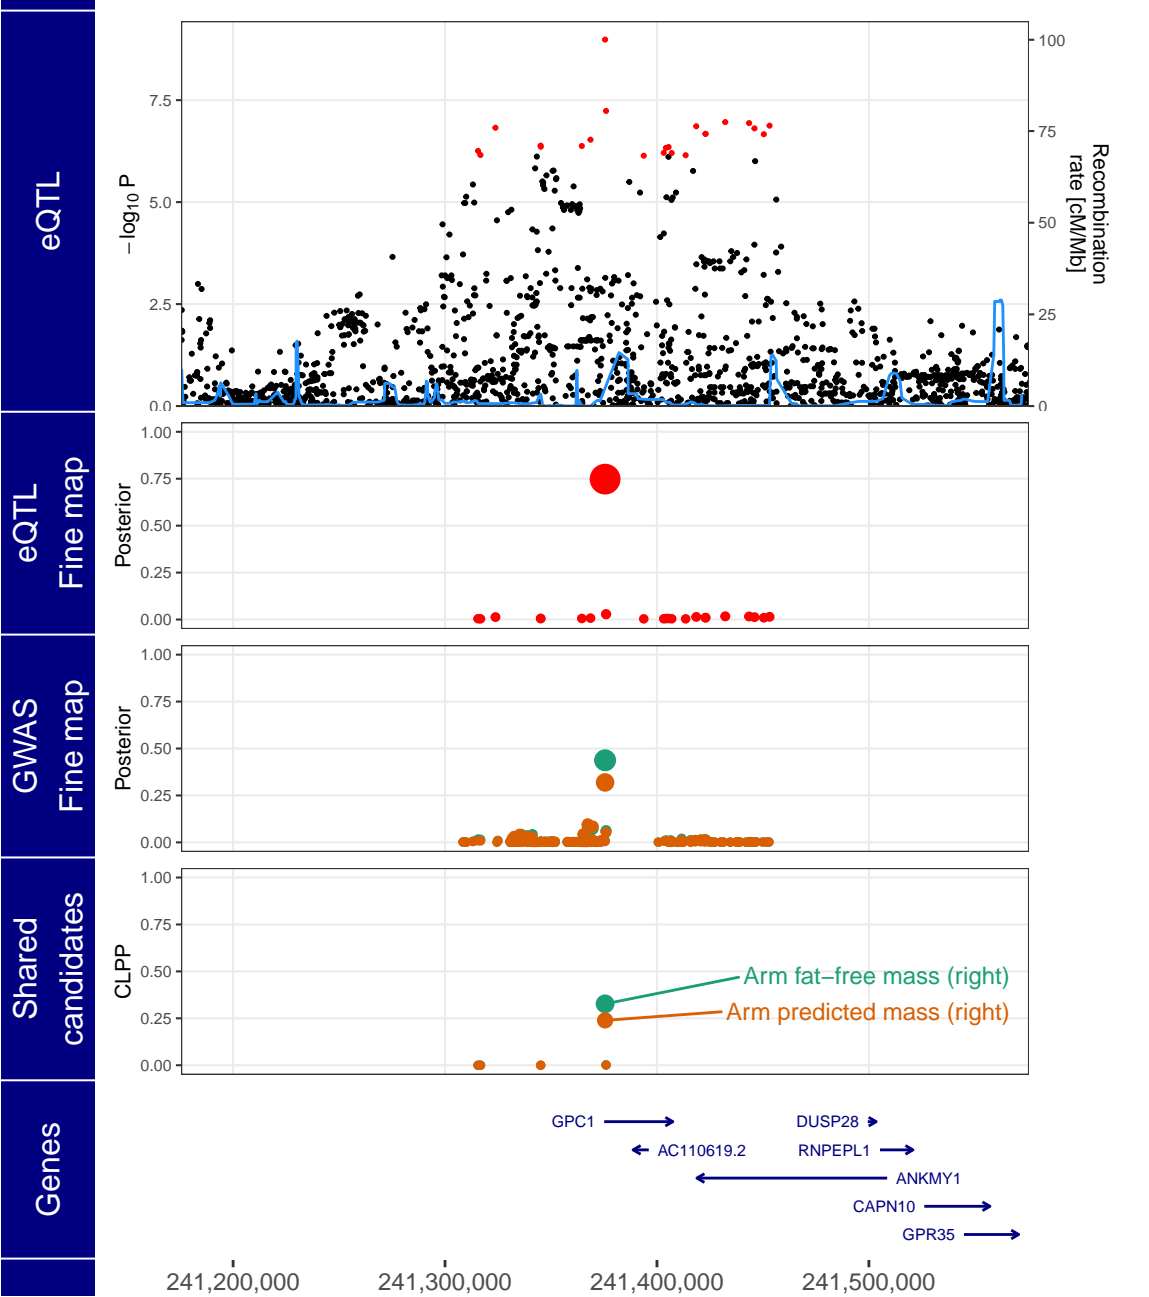 eQTL
−log10 P
7.5
5.0
2.5
0.0
100
75
50
25
0
Recombination
rate [cM/Mb]
eQTL
Fine map
Posterior
1.00
0.75
0.50
0.25
0.00
GWAS
Fine map
Posterior
1.00
0.75
0.50
0.25
0.00
Shared
candidates
CLPP
1.00
0.75
0.50
0.25
0.00
Arm fat−free mass (right)
Arm predicted mass (right)
Genes
GPC1
DUSP28
AC110619.2
RNPEPL1
ANKMY1
CAPN10
GPR35
241,200,000
241,300,000
241,400,000
241,500,000